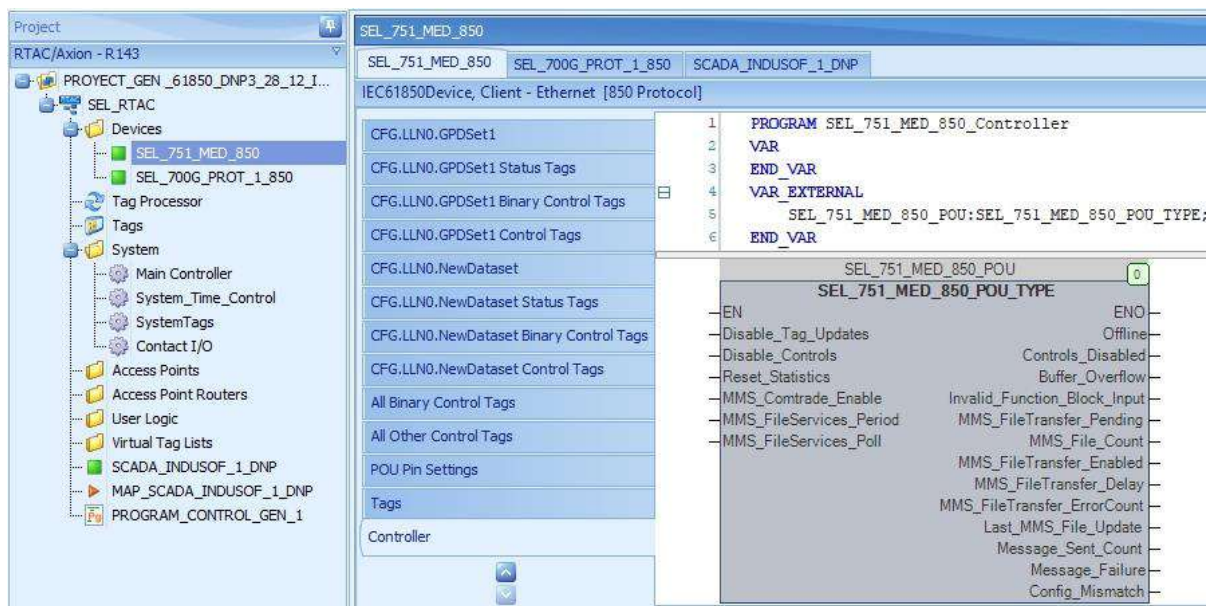 Project
RTAC/Axion - R143
PROYECT_GEN _61850_DNP3_28_12_I...
SEL_RTAC
Devices
SEL_751_MED_850
SEL_700G_PROT_1_850
Tag Processor
Tags
System
Main Controller
System_Time_Control
SystemTags
Contact I/O
Access Points
Access Point Routers
User Logic
Virtual Tag Lists
SCADA_INDUSOF_1_DNP
MAP_SCADA_INDUSOF_1_DNP
PROGRAM_CONTROL_GEN_1
SEL_751_MED_850
SEL_751_MED_850 SEL_700G_PROT_1_850 SCADA_INDUSOF_1_DNP
IEC61850Device, Client - Ethernet [850 Protocol]
CFG.LLN0.GPDSet1
CFG.LLN0.GPDSet1 Status Tags
CFG.LLN0.GPDSet1 Binary Control Tags
CFG.LLN0.GPDSet1 Control Tags
CFG.LLN0.NewDataset
CFG.LLN0.NewDataset Status Tags
CFG.LLN0.NewDataset Binary Control Tags
CFG.LLN0.NewDataset Control Tags
All Binary Control Tags
All Other Control Tags
POU Pin Settings
Tags
Controller
1 PROGRAM SEL_751_MED_850_Controller
2 VAR
3 END_VAR
4 VAR_EXTERNAL
5 SEL_751_MED_850_POU:SEL_751_MED_850_POU_TYPE;
6 END_VAR
SEL_751_MED_850_POU
0
SEL_751_MED_850_POU_TYPE
EN ENO
Disable_Tag_Updates Offline
Disable_Controls Controls_Disabled
Reset_Statistics Buffer_Overflow
MMS_Comtrade_Enable Invalid_Function_Block_Input
MMS_FileServices_Period MMS_FileTransfer_Pending
MMS_FileServices_Poll MMS_File_Count
MMS_FileTransfer_Enabled
MMS_FileTransfer_Delay
MMS_FileTransfer_ErrorCount
Last_MMS_File_Update
Message_Sent_Count
Message_Failure
Config_Mismatch